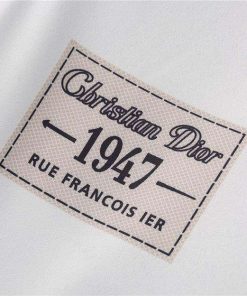 Christian Dior
1947
RUE FRANCOIS IER